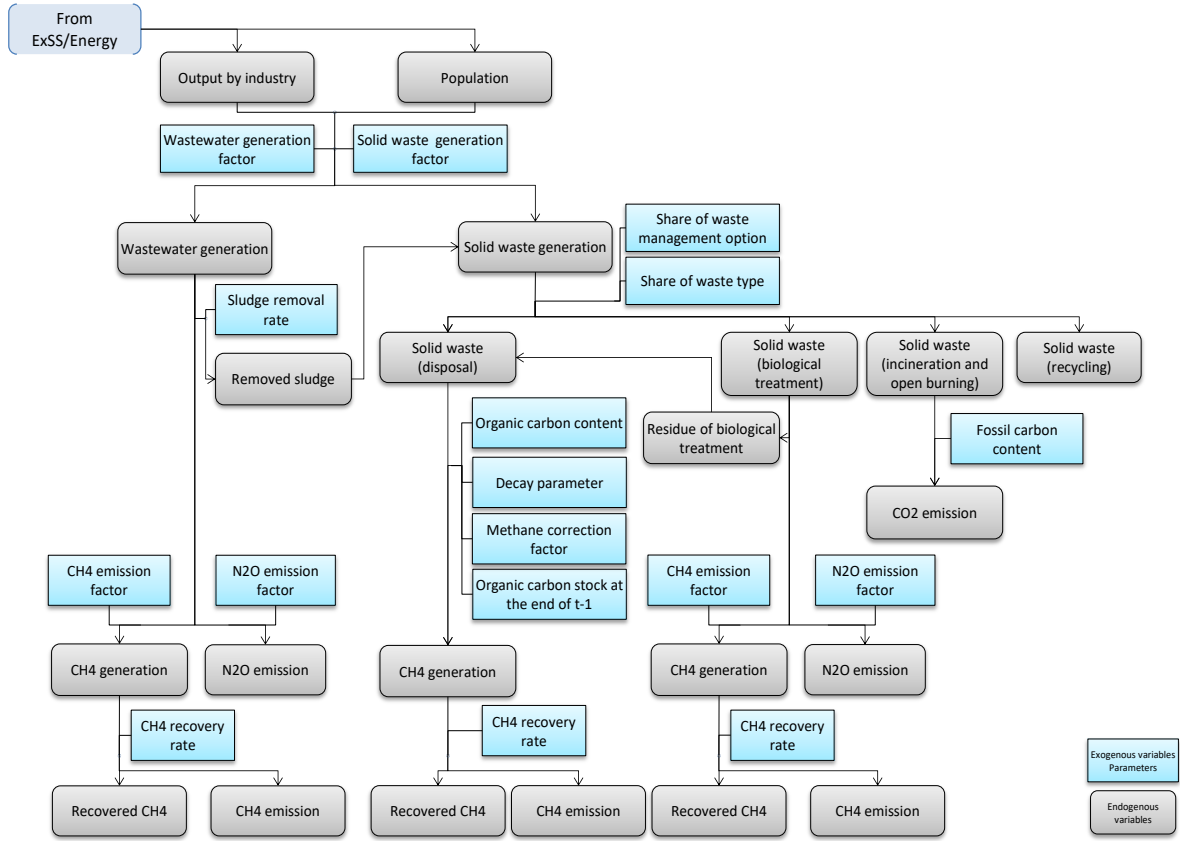 From
ExSS/Energy
Output by industry
Population
Wastewater generation
factor
Solid waste generation
factor
Wastewater generation
Solid waste generation
Share of waste
management option
Share of waste type
Sludge removal
rate
Removed sludge
Solid waste
(disposal)
Solid waste
(biological
treatment)
Solid waste
(incineration and
open burning)
Solid waste
(recycling)
Organic carbon content
Decay parameter
Methane correction
factor
Organic carbon stock at
the end of t-1
Residue of biological
treatment
Fossil carbon
content
CO2 emission
CH4 emission
factor
N2O emission
factor
CH4 emission
factor
N2O emission
factor
CH4 generation
N2O emission
CH4 generation
CH4 generation
N2O emission
CH4 recovery
rate
CH4 recovery
rate
CH4 recovery
rate
Recovered CH4
CH4 emission
Recovered CH4
CH4 emission
Recovered CH4
CH4 emission
Exogenous variables
Parameters
Endogenous
variables